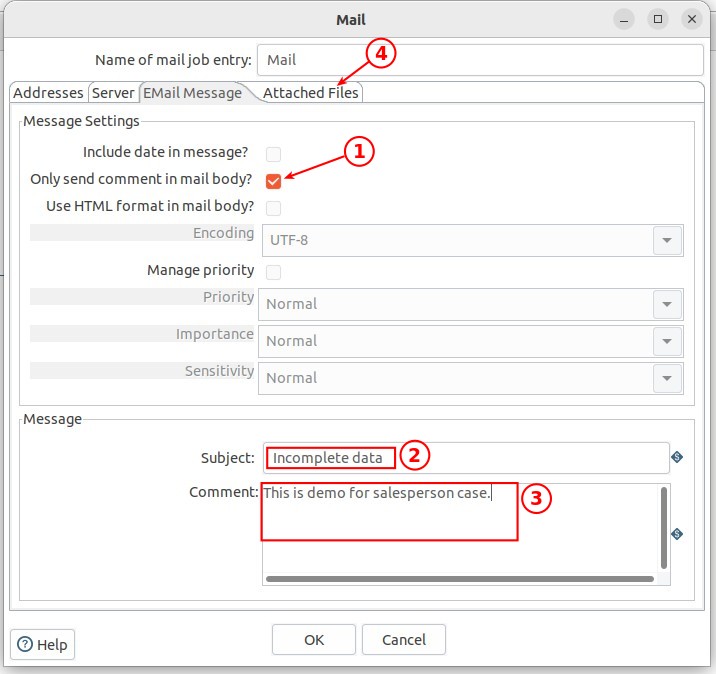 Mail
Name of mail job entry: Mail
4
Addresses Server EMail Message Attached Files
Message Settings
Include date in message?
1
Only send comment in mail body?
Use HTML format in mail body?
Encoding UTF-8
Manage priority
Priority Normal
Importance Normal
Sensitivity Normal
Message
Subject: Incomplete data 2
Comment: This is demo for salesperson case. 3
Help OK Cancel